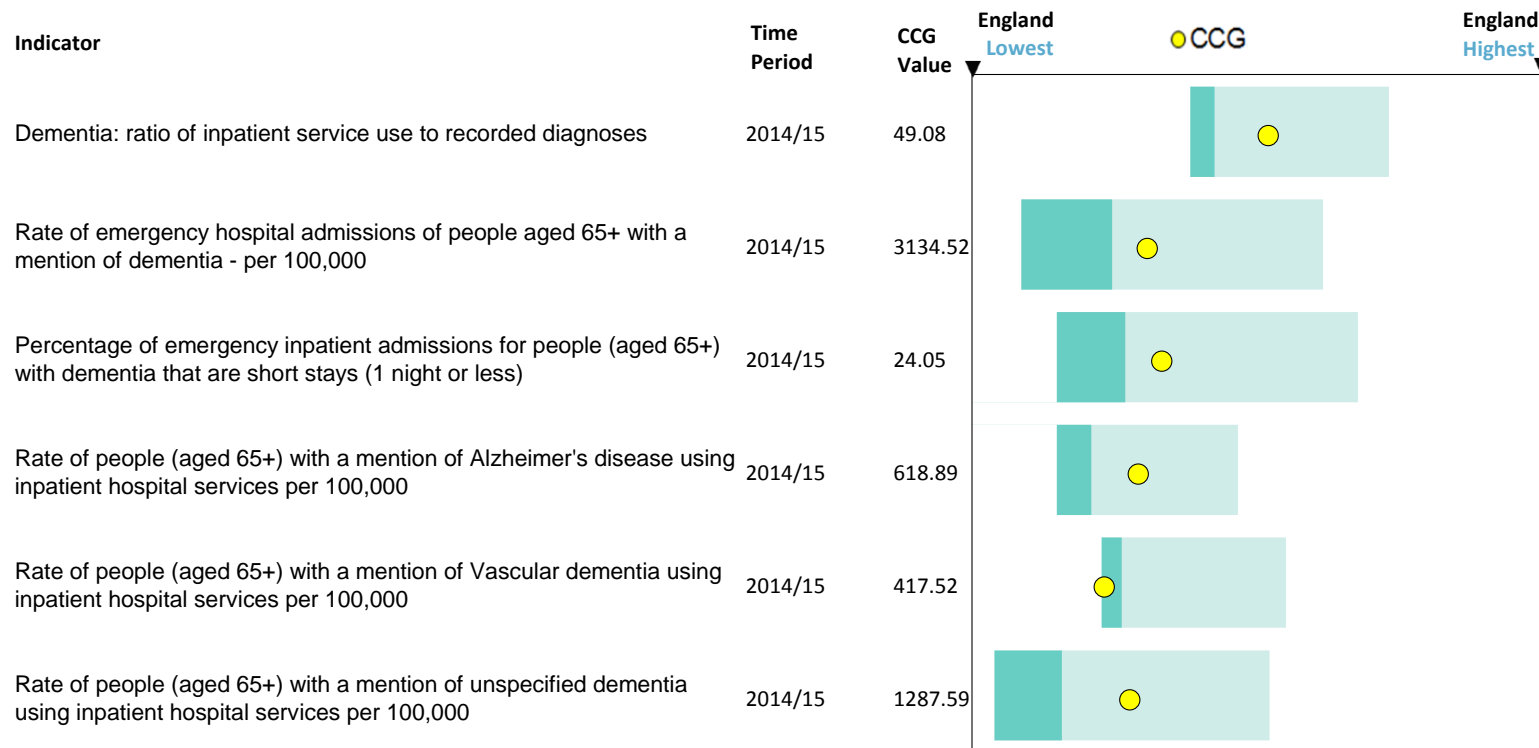 Indicator
Time Period
CCG Value
England Lowest
CCG
England Highest
Dementia: ratio of inpatient service use to recorded diagnoses
2014/15
49.08
Rate of emergency hospital admissions of people aged 65+ with a
mention of dementia - per 100,000
2014/15
3134.52
Percentage of emergency inpatient admissions for people (aged 65+)
with dementia that are short stays (1 night or less)
2014/15
24.05
Rate of people (aged 65+) with a mention of Alzheimer's disease using
inpatient hospital services per 100,000
2014/15
618.89
Rate of people (aged 65+) with a mention of Vascular dementia using
inpatient hospital services per 100,000
2014/15
417.52
Rate of people (aged 65+) with a mention of unspecified dementia
using inpatient hospital services per 100,000
2014/15
1287.59